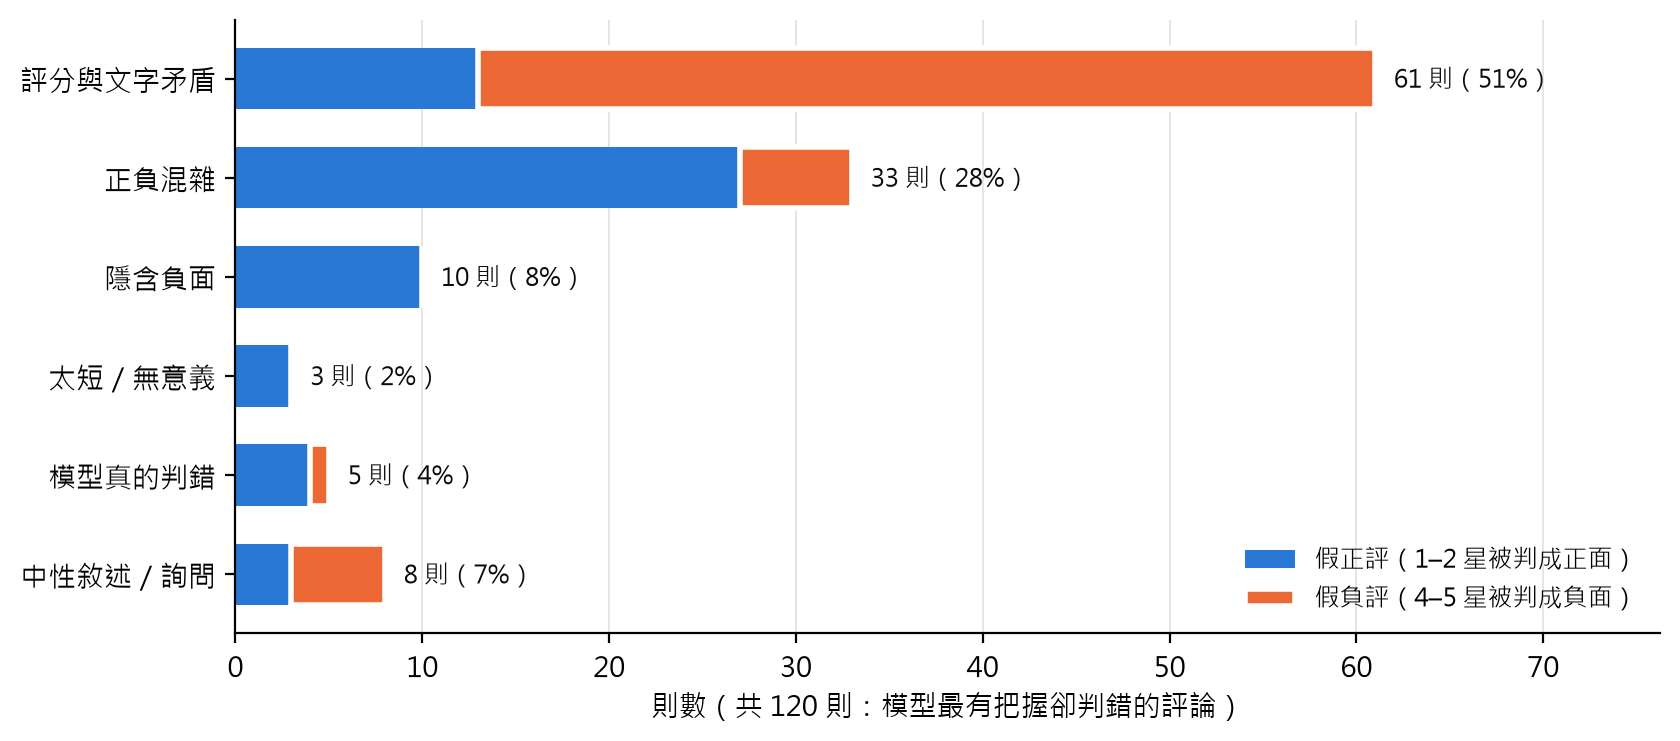 評分與文字矛盾
61 則（51%）
正負混雜
33 則（28%）
隱含負面
10 則（8%）
太短 / 無意義
3 則（2%）
模型真的判錯
5 則（4%）
中性敘述 / 詢問
8 則（7%）
假正評（1–2 星被判成正面）
假負評（4–5 星被判成負面）
0 10 20 30 40 50 60 70
則數（共 120 則：模型最有把握卻判錯的評論）